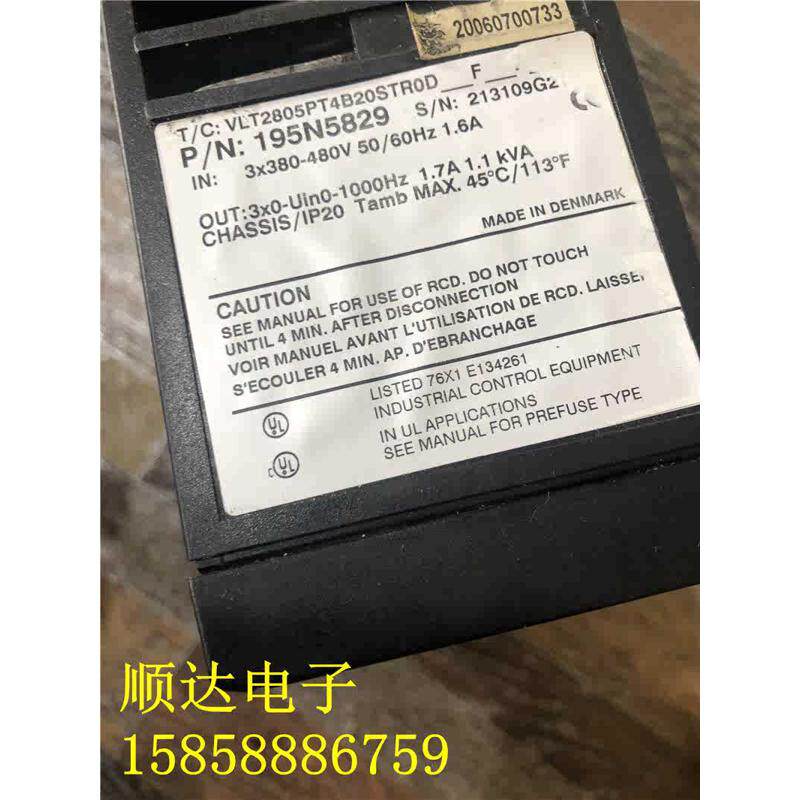 20060700733
T/C: VLT2805PT4B20STR0D__F__.
P/N: 195N5829 S/N: 213109G2
IN: 3x380-480V 50/60Hz 1.6A
OUT:3x0-Uin0-1000Hz 1.7A 1.1 kVA
CHASSIS/IP20 Tamb MAX. 45°C/113°F
MADE IN DENMARK
CAUTION
SEE MANUAL FOR USE OF RCD. DO NOT TOUCH
UNTIL 4 MIN. AFTER DISCONNECTION
VOIR MANUEL AVANT L'UTILISATION DE RCD. LAISSE
S'ECOULER 4 MIN. AP. D'EBRANCHAGE
LISTED 76X1 E134261
INDUSTRIAL CONTROL EQUIPMENT
UL
IN UL APPLICATIONS
SEE MANUAL FOR PREFUSE TYPE
c UL
顺达电子
15858886759